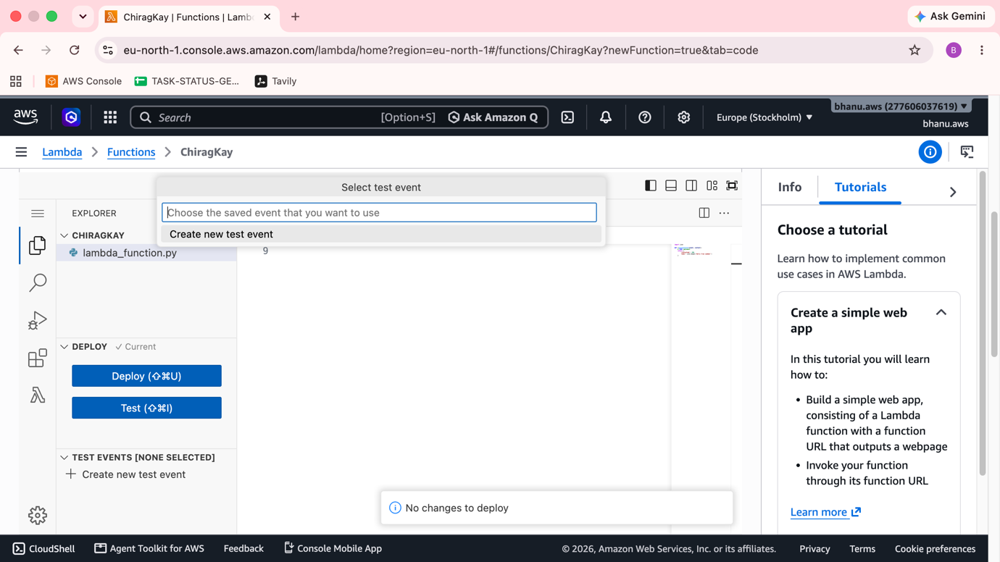 ChiragKay | Functions | Lamb
Ask Gemini
eu-north-1.console.aws.amazon.com/lambda/home?region=eu-north-1#/functions/ChiragKay?newFunction=true&tab=code
B
AWS Console
TASK-STATUS-GE...
Tavily
aws
Search
[Option+S]
Ask Amazon Q
Europe (Stockholm)
bhanu.aws (277606037619)
bhanu.aws
Lambda
Functions
ChiragKay
Select test event
Choose the saved event that you want to use
Create new test event
EXPLORER
CHIRAGKAY
lambda_function.py
9
DEPLOY
✓ Current
Deploy (⇧⌘U)
Test (⇧⌘I)
TEST EVENTS [NONE SELECTED]
Create new test event
No changes to deploy
Info
Tutorials
Choose a tutorial
Learn how to implement common
use cases in AWS Lambda.
Create a simple web
app
In this tutorial you will learn
how to:
• Build a simple web app,
consisting of a Lambda
function with a function
URL that outputs a webpage
• Invoke your function
through its function URL
Learn more
CloudShell
Agent Toolkit for AWS
Feedback
Console Mobile App
© 2026, Amazon Web Services, Inc. or its affiliates.
Privacy
Terms
Cookie preferences